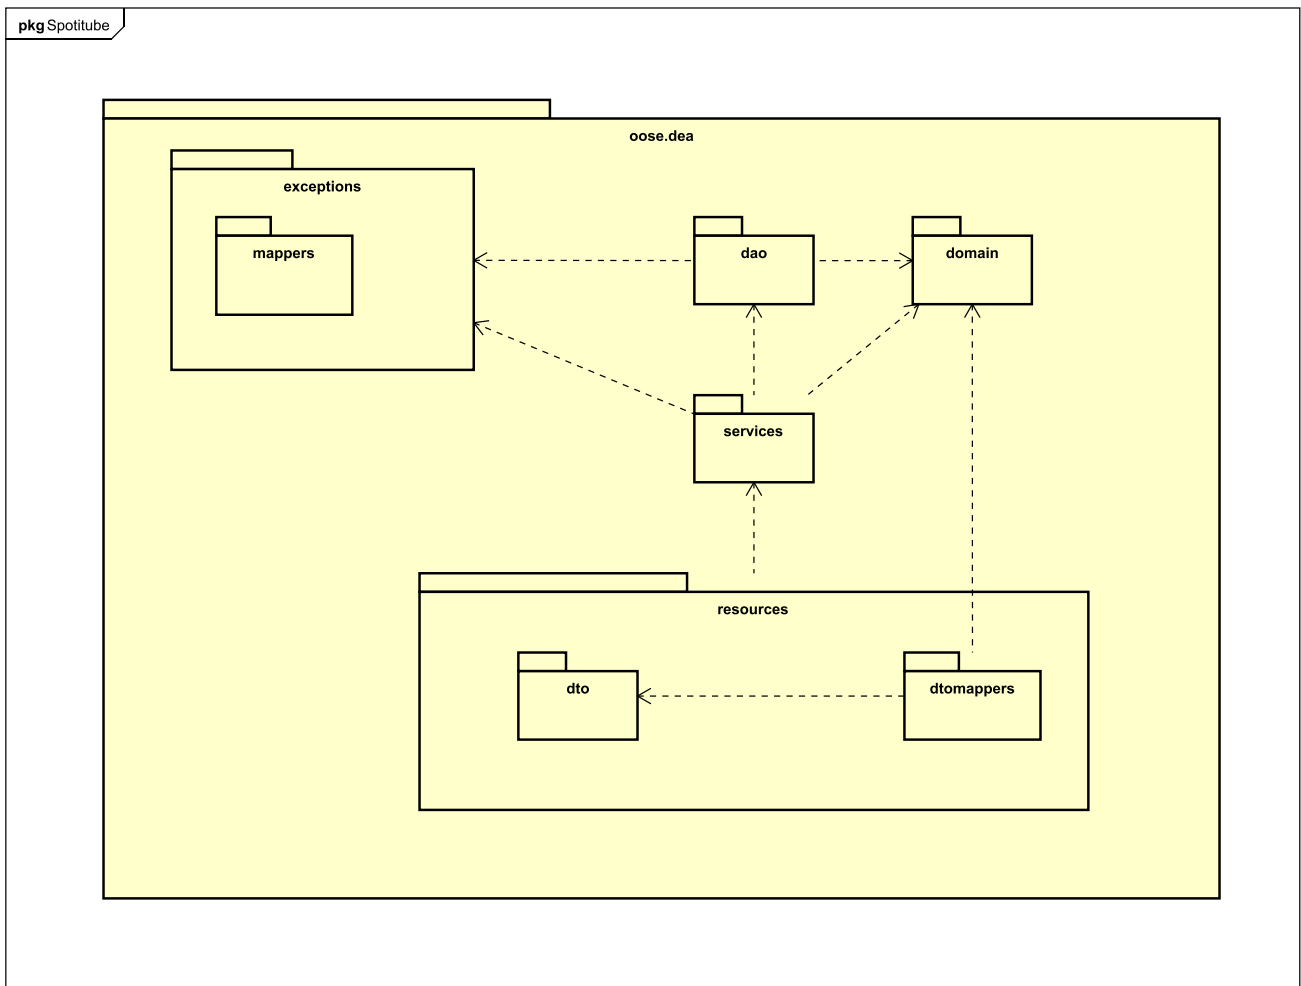 pkg Spotitube
oose.dea
exceptions
mappers
dao
domain
services
resources
dto
dtomappers